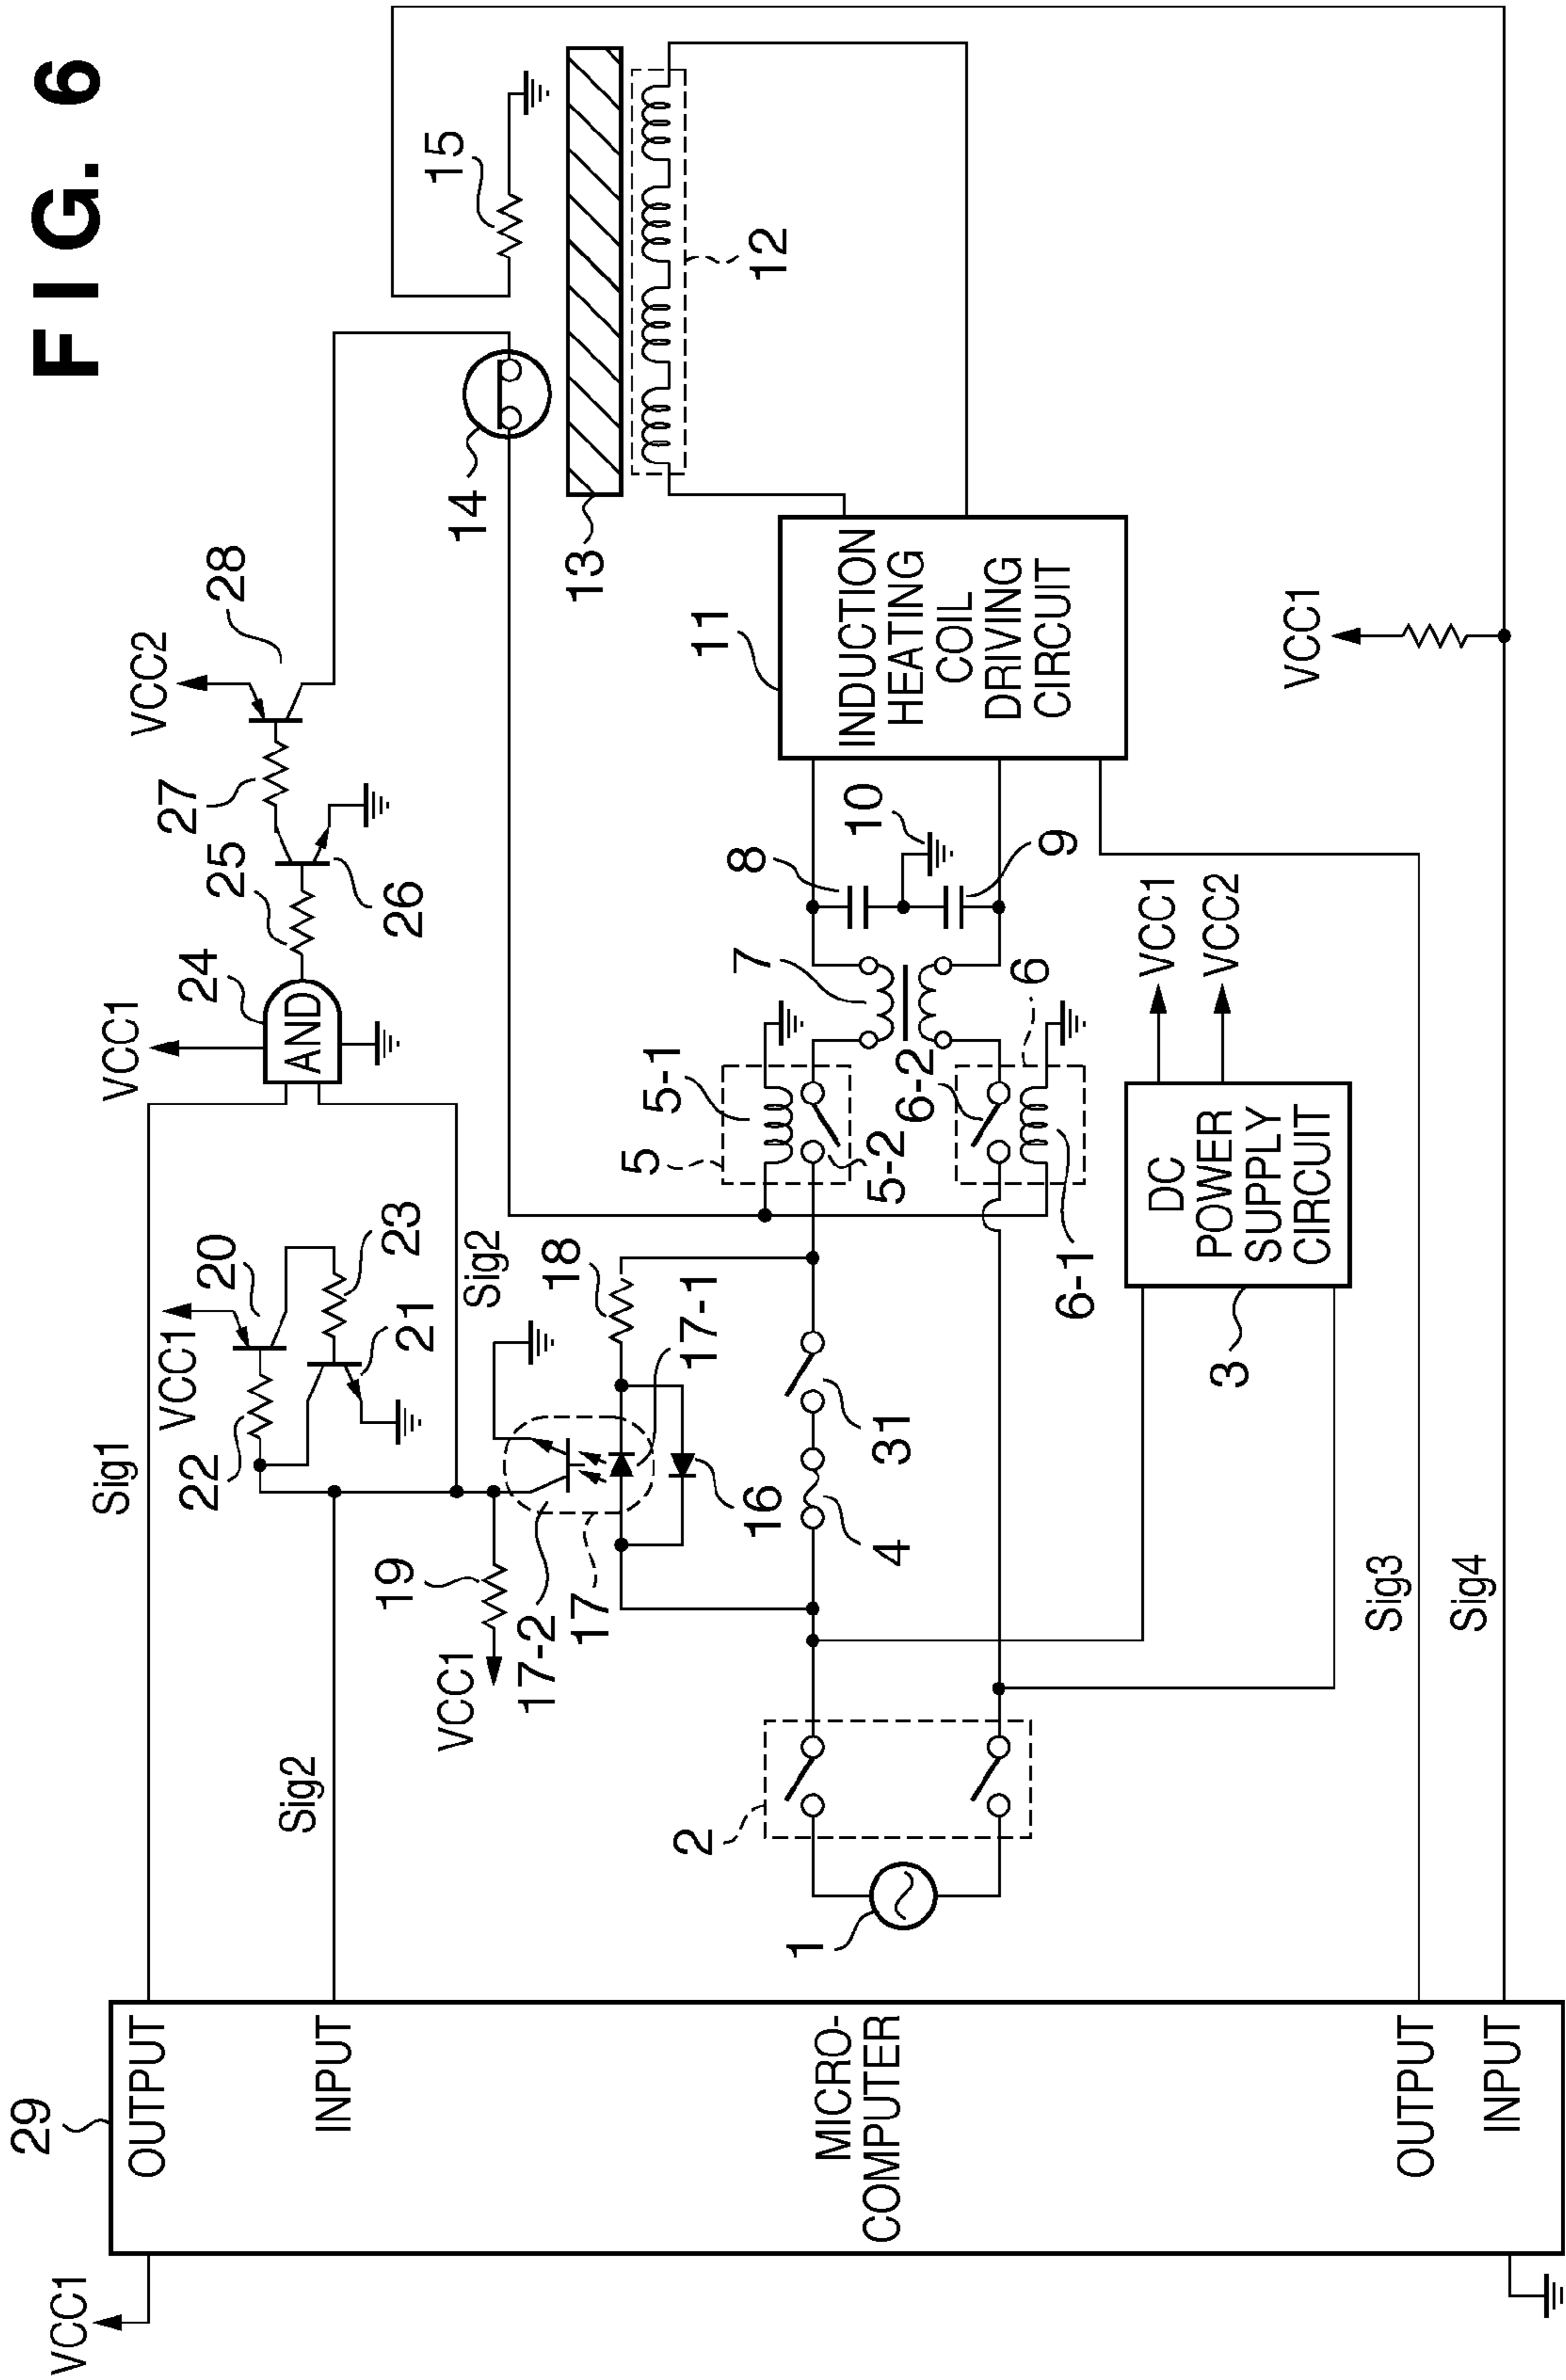 FIG. 6
29
VCC1
OUTPUT
INPUT
MICRO-
COMPUTER
OUTPUT
INPUT
Sig1
Sig2
Sig3
Sig4
1
2
VCC1
19
17-2
17
16
4
31
18
17-1
Sig2
VCC1
20
22
21
23
VCC1
24
AND
25
26
27
VCC2
28
5
5-1
5-2
6
6-1
6-2
7
8
9
10
3
DC
POWER
SUPPLY
CIRCUIT
VCC1
VCC2
11
INDUCTION
HEATING
COIL
DRIVING
CIRCUIT
VCC1
12
13
14
15